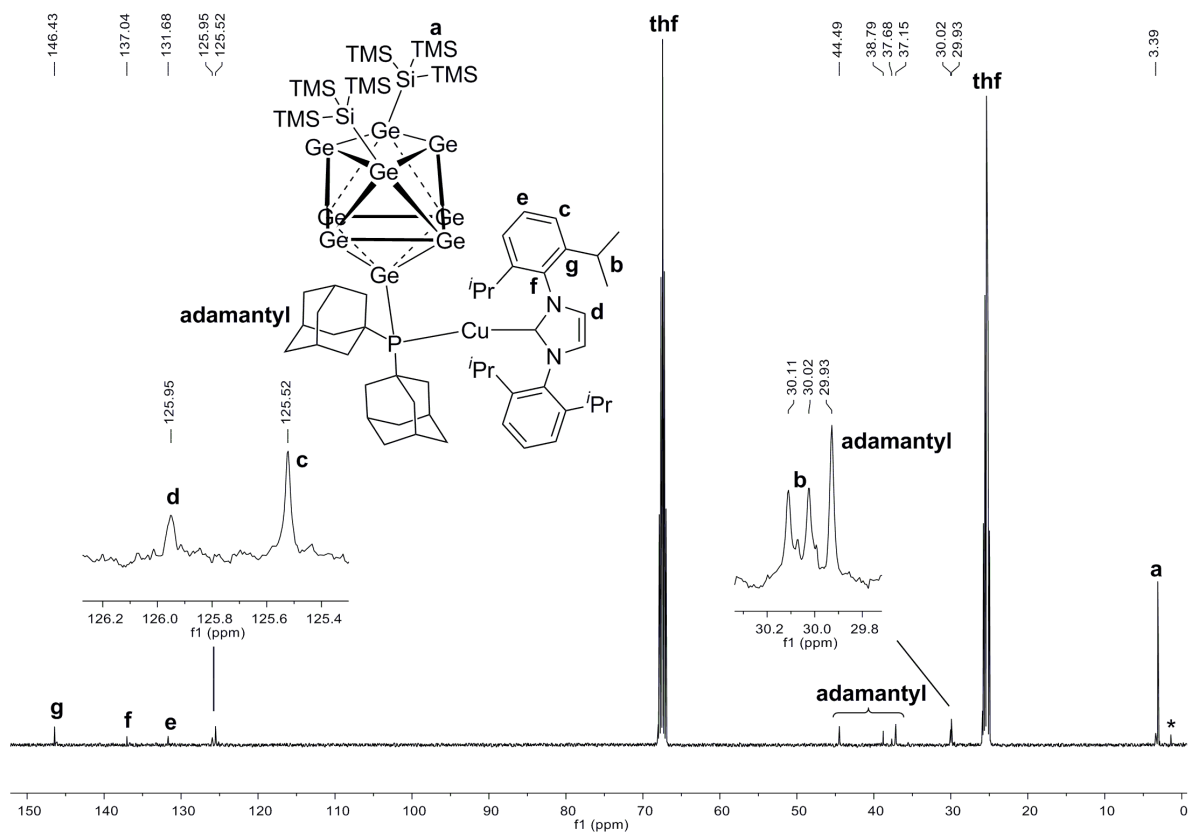 146.43
137.04
131.68
125.95
125.52
44.49
38.79
37.68
37.15
30.02
29.93
3.39
thf
thf
a
TMS
TMS
TMS
Si
TMS
TMS
TMS
Si
Ge
Ge
Ge
Ge
Ge
Ge
Ge
Ge
Ge
adamantyl
P
Cu
N
N
iPr
iPr
iPr
e
c
g
b
f
d
125.95
125.52
d
c
126.2 126.0 125.8 125.6 125.4
f1 (ppm)
30.11
30.02
29.93
adamantyl
b
30.2 30.0 29.8
f1 (ppm)
adamantyl
a
*
g
f
e
150 140 130 120 110 100 90 80 70 60 50 40 30 20 10 0
f1 (ppm)